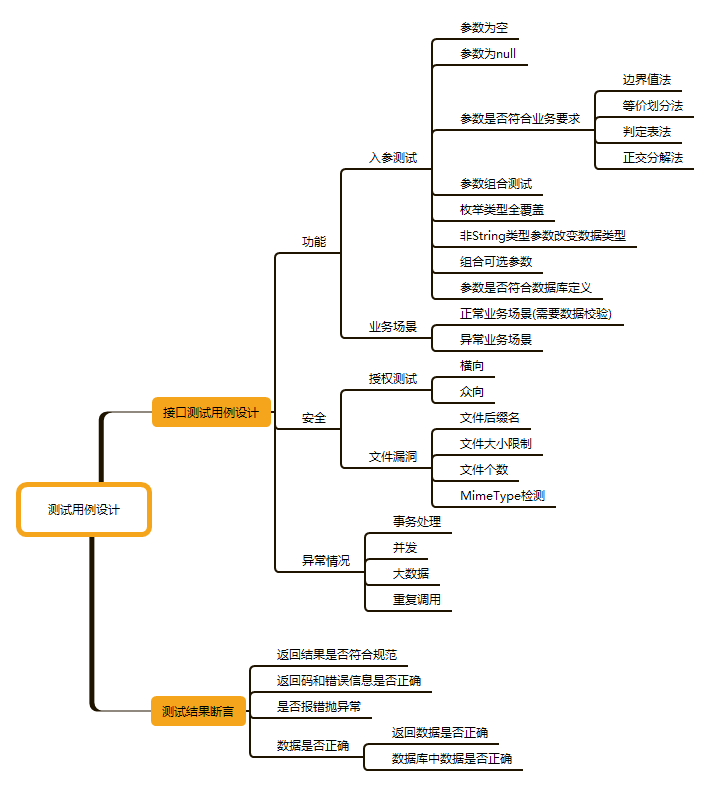 参数为空
参数为null
边界值法
等价划分法
参数是否符合业务要求
判定表法
正交分解法
入参测试
参数组合测试
枚举类型全覆盖
功能
非String类型参数改变数据类型
组合可选参数
参数是否符合数据库定义
正常业务场景(需要数据校验)
业务场景
异常业务场景
横向
授权测试
众向
接口测试用例设计
安全
文件后缀名
文件大小限制
文件漏洞
文件个数
MimeType检测
测试用例设计
事务处理
并发
异常情况
大数据
重复调用
返回结果是否符合规范
返回码和错误信息是否正确
测试结果断言
是否报错抛异常
返回数据是否正确
数据是否正确
数据库中数据是否正确